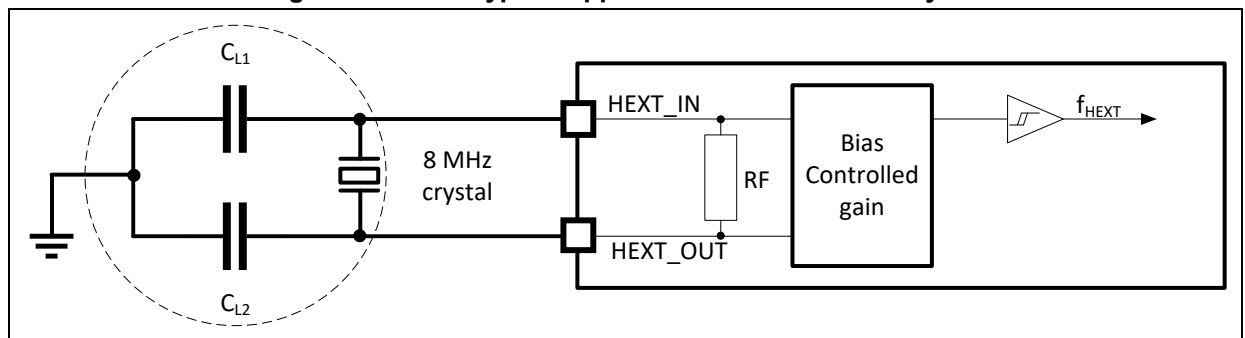 C_L1
HEXT_IN
8 MHz
crystal
RF
Bias
Controlled
gain
f_HEXT
HEXT_OUT
C_L2